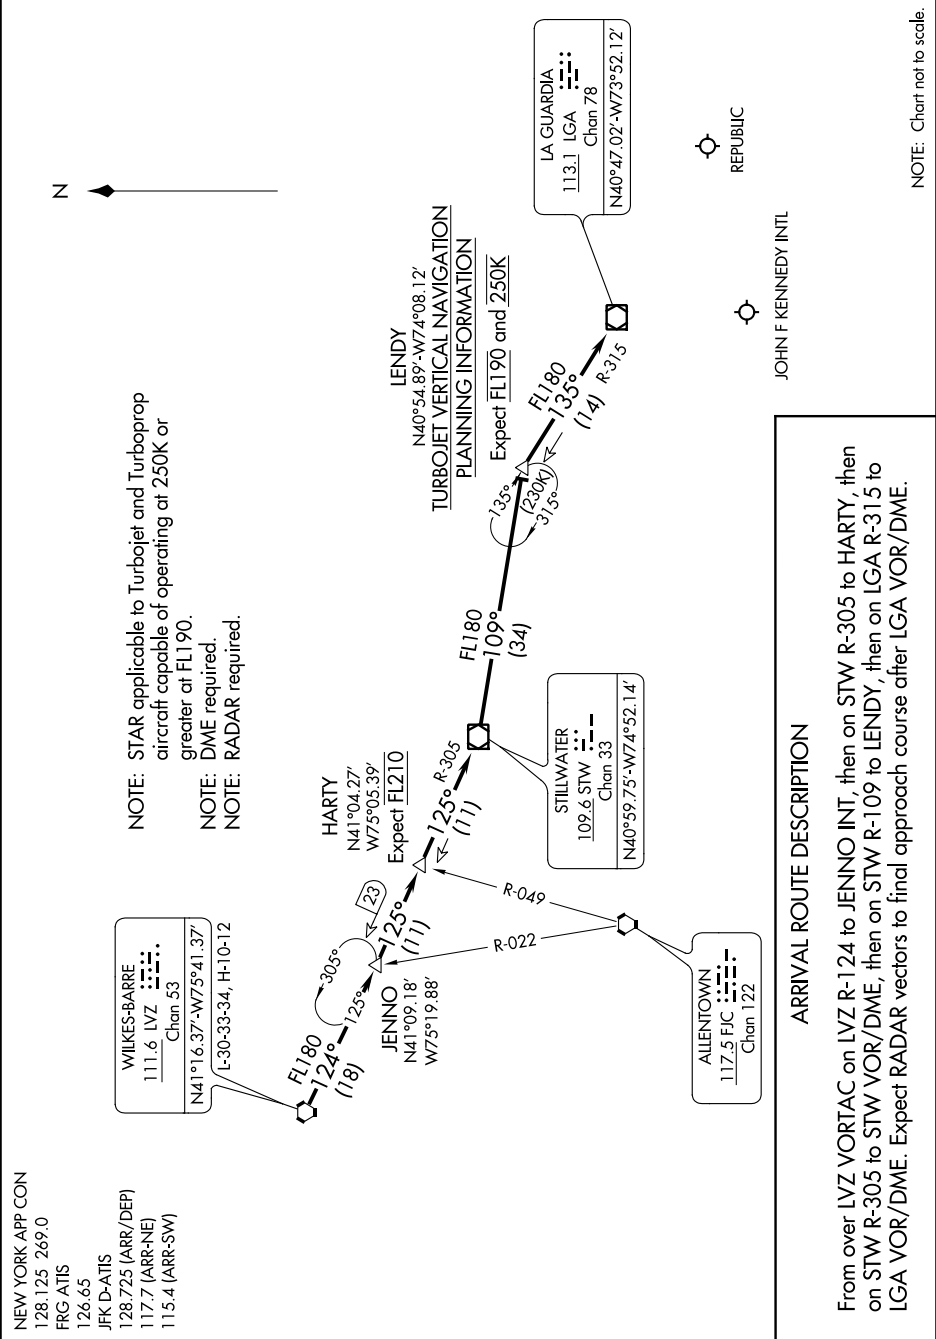 NEW YORK APP CON
128.125 269.0
FRG ATIS
126.65
JFK D-ATIS
128.725 (ARR/DEP)
117.7 (ARR-NE)
115.4 (ARR-SW)
NOTE: STAR applicable to Turbojet and Turboprop
aircraft capable of operating at 250K or
greater at FL190.
NOTE: DME required.
NOTE: RADAR required.
N
WILKES-BARRE
111.6 LVZ
Chan 53
N41°16.37'-W75°41.37'
L-30-33-34, H-10-12
FL180
124°
(18)
305°
125°
JENNO
N41°09.18'
W75°19.88'
23
125°
(11)
HARTY
N41°04.27'
W75°05.39'
Expect FL210
R-305
125°
(11)
R-049
R-022
ALLENTOWN
117.5 FJC
Chan 122
STILLWATER
109.6 STW
Chan 33
N40°59.75'-W74°52.14'
FL180
109°
(34)
LENDY
N40°54.89'-W74°08.12'
TURBOJET VERTICAL NAVIGATION
PLANNING INFORMATION
Expect FL190 and 250K
135°
(230K)
315°
FL180
135°
(14)
R-315
LA GUARDIA
113.1 LGA
Chan 78
N40°47.02'-W73°52.12'
REPUBLIC
JOHN F KENNEDY INTL
NOTE: Chart not to scale.
ARRIVAL ROUTE DESCRIPTION
From over LVZ VORTAC on LVZ R-124 to JENNO INT, then on STW R-305 to HARTY, then
on STW R-305 to STW VOR/DME, then on STW R-109 to LENDY, then on LGA R-315 to
LGA VOR/DME. Expect RADAR vectors to final approach course after LGA VOR/DME.